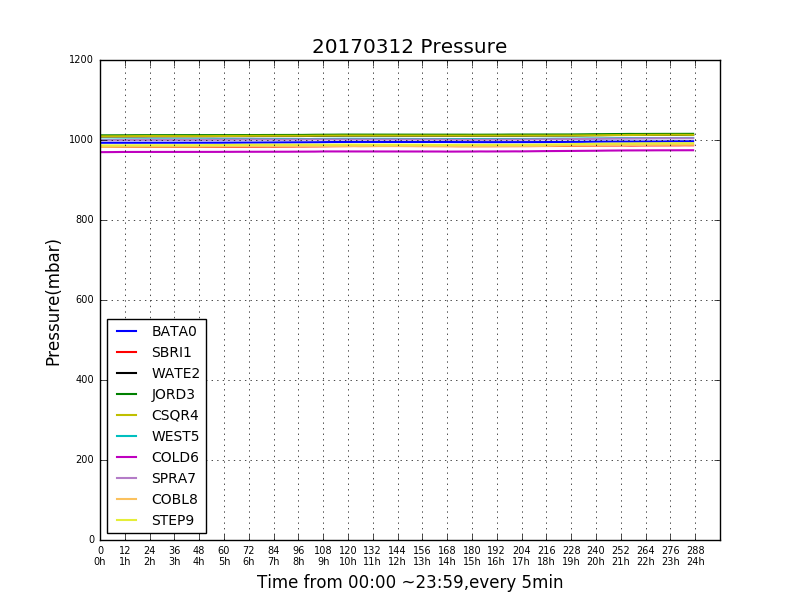 20170312 Pressure
1200
1000
800
600
400
200
0
Pressure(mbar)
BATA0
SBRI1
WATE2
JORD3
CSQR4
WEST5
COLD6
SPRA7
COBL8
STEP9
0 12 24 36 48 60 72 84 96 108 120 132 144 156 168 180 192 204 216 228 240 252 264 276 288
0h 1h 2h 3h 4h 5h 6h 7h 8h 9h 10h 11h 12h 13h 14h 15h 16h 17h 18h 19h 20h 21h 22h 23h 24h
Time from 00:00 ~23:59,every 5min